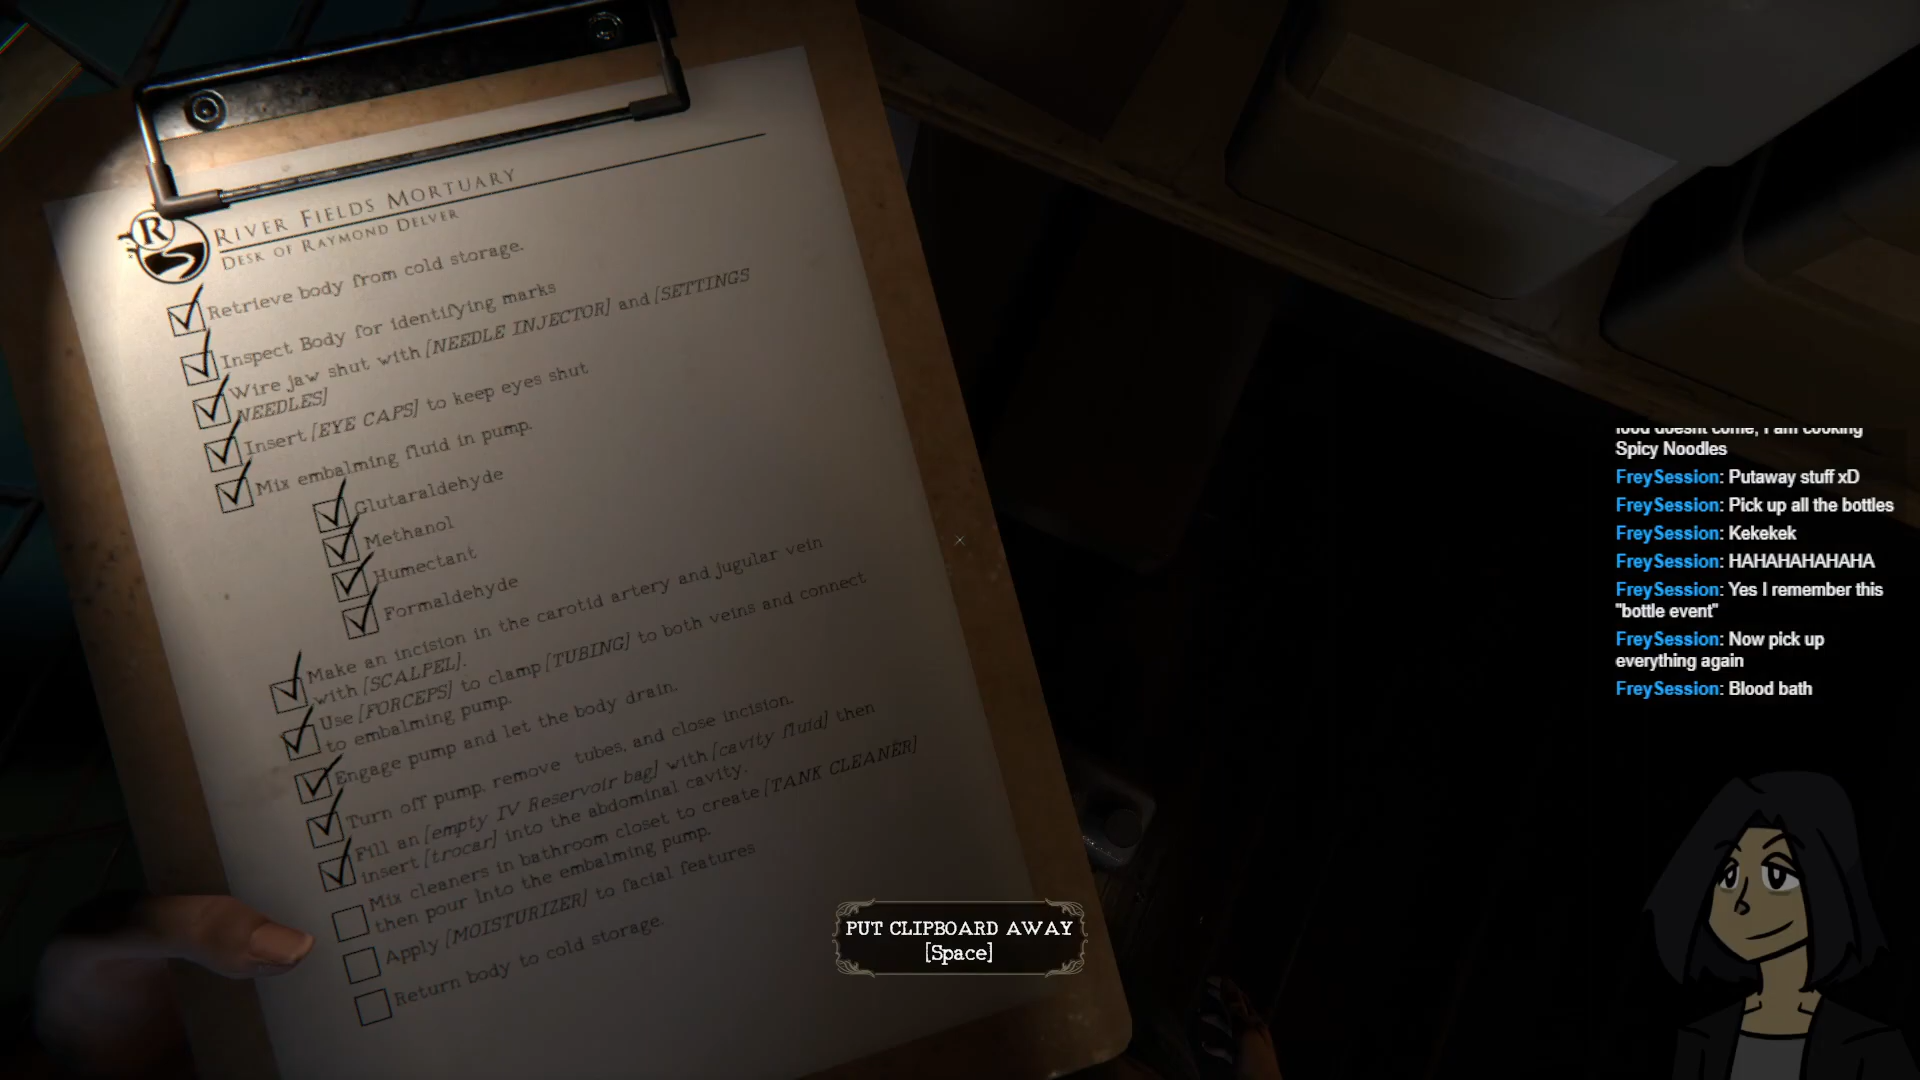 R
RIVER FIELDS MORTUARY
DESK OF RAYMOND DELVER
Retrieve body from cold storage.
Inspect Body for identifying marks
Wire jaw shut with [NEEDLE INJECTOR] and [SETTINGS
NEEDLES]
Insert [EYE CAPS] to keep eyes shut
Mix embalming fluid in pump.
Glutaraldehyde
Methanol
Humectant
Formaldehyde
Make an incision in the carotid artery and jugular vein
with [SCALPEL].
Use [FORCEPS] to clamp [TUBING] to both veins and connect
to embalming pump.
Engage pump and let the body drain.
Turn off pump, remove tubes, and close incision.
Fill an [empty IV Reservoir bag] with [cavity fluid] then
insert [trocar] into the abdominal cavity.
Mix cleaners in bathroom closet to create [TANK CLEANER]
then pour into the embalming pump.
Apply [MOISTURIZER] to facial features
Return body to cold storage.
PUT CLIPBOARD AWAY
[Space]
food doesnt come, I am cooking
Spicy Noodles
FreySession: Putaway stuff xD
FreySession: Pick up all the bottles
FreySession: Kekekek
FreySession: HAHAHAHAHAHA
FreySession: Yes I remember this
"bottle event"
FreySession: Now pick up
everything again
FreySession: Blood bath